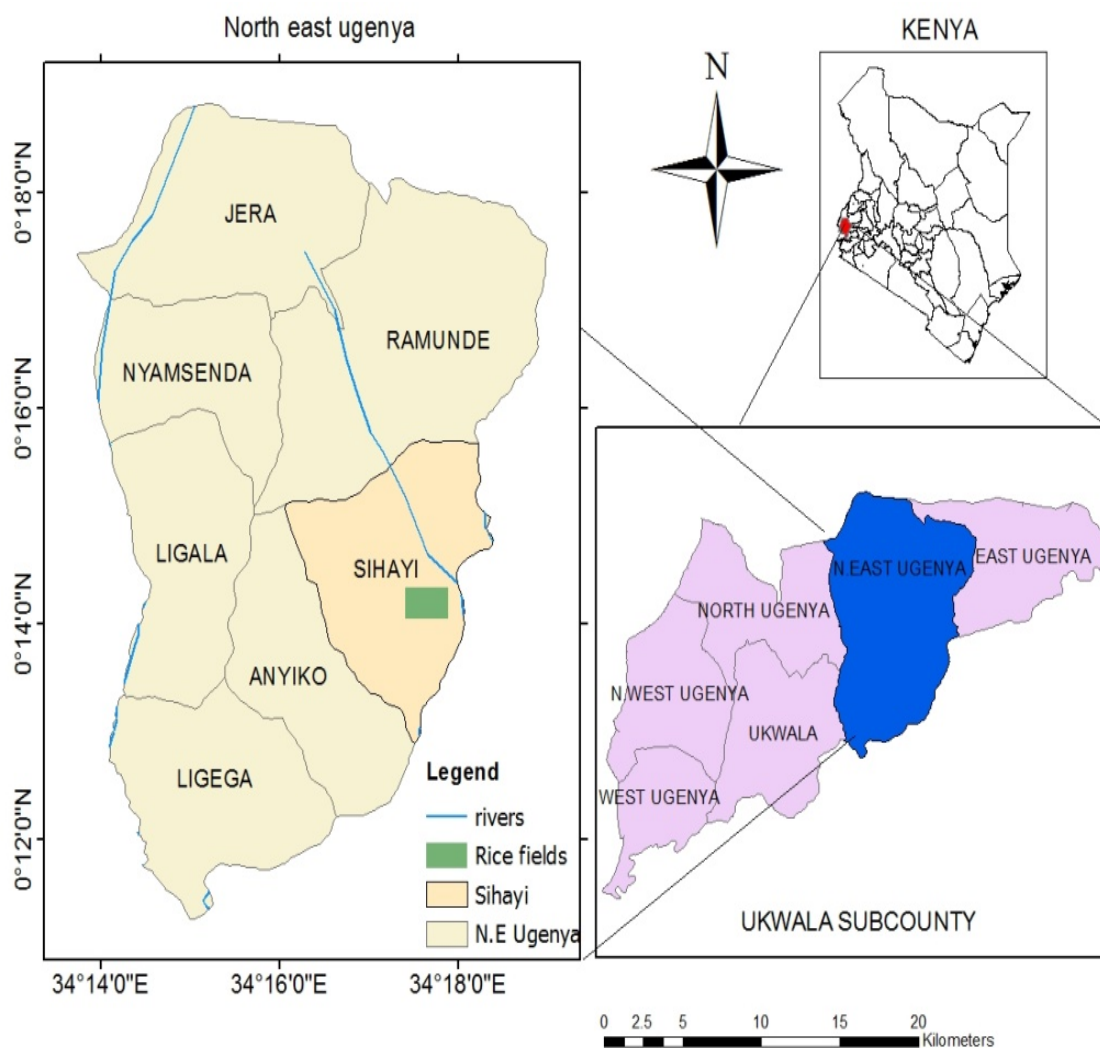 North east ugenya
KENYA
N
0°18'0"N
0°16'0"N
0°14'0"N
0°12'0"N
JERA
RAMUNDE
NYAMSENDA
LIGALA
SIHAYI
ANYIKO
LIGEGA
Legend
rivers
Rice fields
Sihayi
N.E Ugenya
34°14'0"E
34°16'0"E
34°18'0"E
EAST UGENYA
N.EAST UGENYA
NORTH UGENYA
N.WEST UGENYA
UKWALA
WEST UGENYA
UKWALA SUBCOUNTY
0 2.5 5 10 15 20
Kilometers